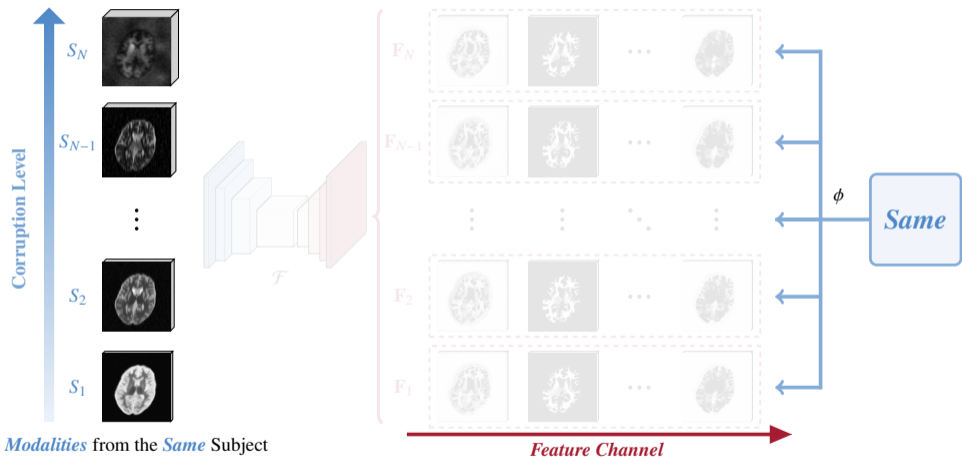 Corruption Level
S_N
S_{N-1}
⋮
S_2
S_1
Modalities from the Same Subject
ℱ
F_N
F_{N-1}
F_2
F_1
⋯
⋯
⋮ ⋮ ⋱ ⋮
⋯
⋯
Feature Channel
ϕ
Same